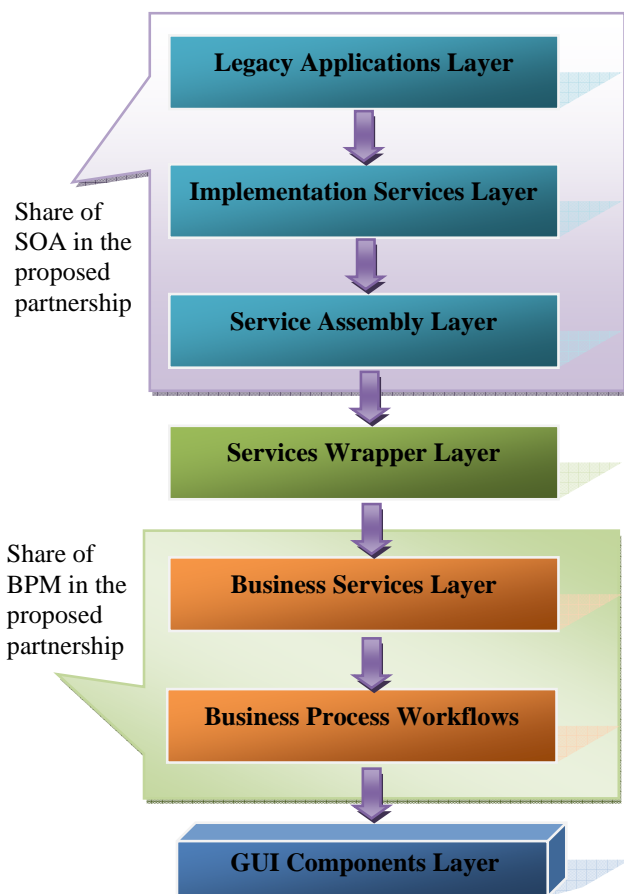 Legacy Applications Layer
Implementation Services Layer
Share of
SOA in the
proposed
partnership
Service Assembly Layer
Services Wrapper Layer
Share of
BPM in the
proposed
partnership
Business Services Layer
Business Process Workflows
GUI Components Layer